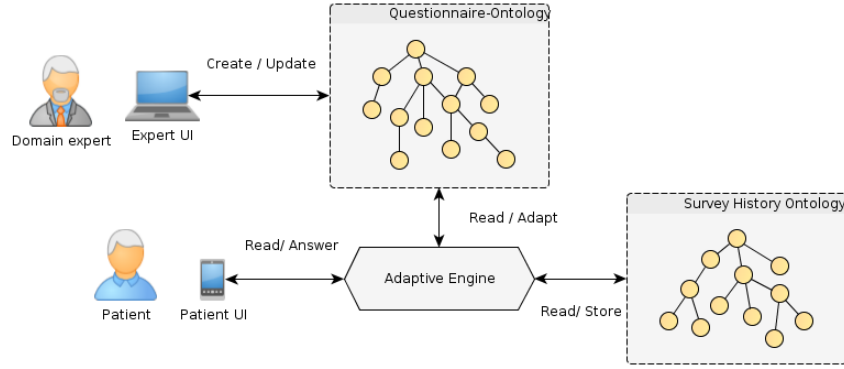 Questionnaire-Ontology
Create / Update
Domain expert
Expert UI
Read / Adapt
Survey History Ontology
Read/ Answer
Adaptive Engine
Patient
Patient UI
Read/ Store